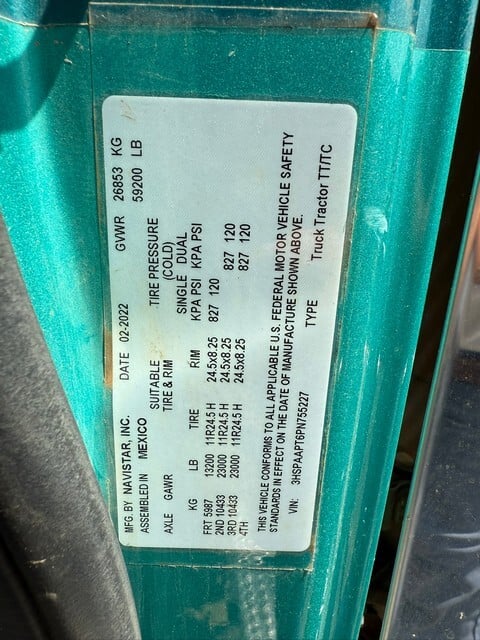 MFG. BY NAVISTAR, INC. DATE 02-2022 GVWR 26853 KG
ASSEMBLED IN MEXICO 59200 LB
SUITABLE TIRE PRESSURE
AXLE GAWR TIRE & RIM (COLD)
SINGLE DUAL
KG LB TIRE RIM KPA PSI KPA PSI
FRT 5987 13200 11R24.5 H 24.5x8.25 827 120
2ND 10433 23000 11R24.5 H 24.5x8.25 827 120
3RD 10433 23000 11R24.5 H 24.5x8.25 827 120
4TH
THIS VEHICLE CONFORMS TO ALL APPLICABLE U.S. FEDERAL MOTOR VEHICLE SAFETY
STANDARDS IN EFFECT ON THE DATE OF MANUFACTURE SHOWN ABOVE.
VIN: 3HSPAAPT6PN755227 TYPE Truck Tractor TT/TC